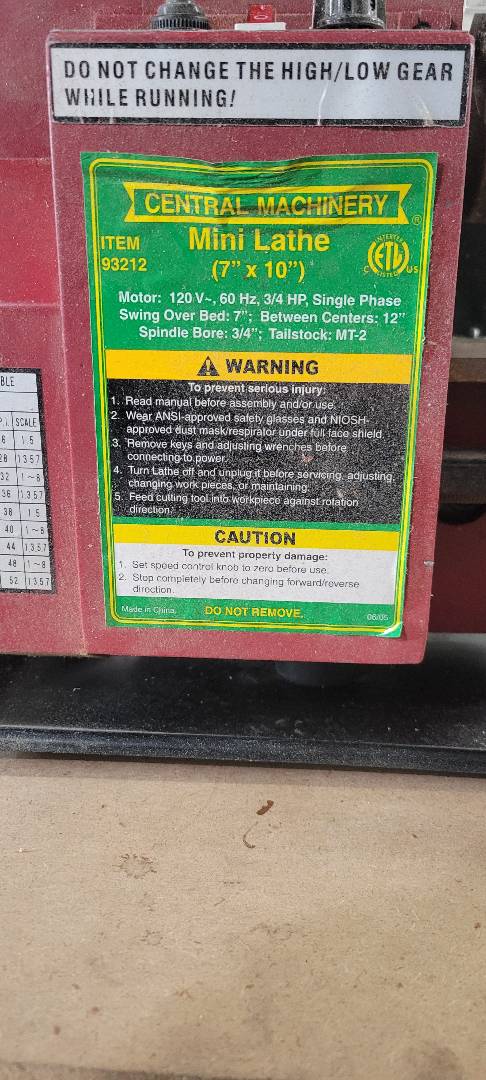 DO NOT CHANGE THE HIGH/LOW GEAR
WHILE RUNNING!
CENTRAL MACHINERY
®
ITEM
93212
Mini Lathe
(7" x 10")
INTERTEK
C ETL US
LISTED
Motor: 120 V~, 60 Hz, 3/4 HP, Single Phase
Swing Over Bed: 7"; Between Centers: 12"
Spindle Bore: 3/4"; Tailstock: MT-2
WARNING
To prevent serious injury:
1. Read manual before assembly and/or use.
2. Wear ANSI-approved safety glasses and NIOSH-
approved dust mask/respirator under full face shield.
3. Remove keys and adjusting wrenches before
connecting to power.
4. Turn Lathe off and unplug it before servicing, adjusting,
changing work pieces, or maintaining.
5. Feed cutting tool into workpiece against rotation
direction.
CAUTION
To prevent property damage:
1. Set speed control knob to zero before use.
2. Stop completely before changing forward/reverse
direction.
Made in China.
DO NOT REMOVE.
06/05
BLE
P.I. SCALE
6 1.5
28 1357
32 1~8
36 1.3.5.7
38 1.5
40 1~8
44 1.3.5.7
48 1~8
52 1.3.5.7